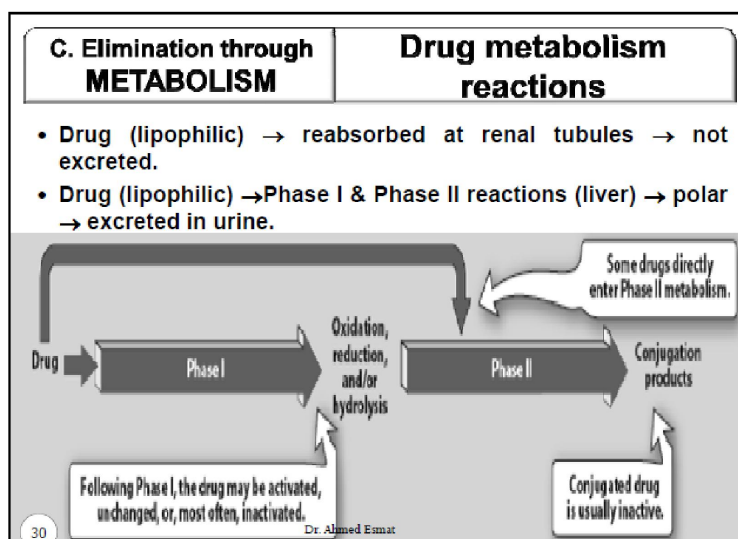 C. Elimination through
METABOLISM
Drug metabolism
reactions
• Drug (lipophilic) → reabsorbed at renal tubules → not
excreted.
• Drug (lipophilic) →Phase I & Phase II reactions (liver) → polar
→ excreted in urine.
Some drugs directly
enter Phase II metabolism.
Drug
Phase I
Oxidation,
reduction,
and/or
hydrolysis
Phase II
Conjugation
products
Following Phase I, the drug may be activated,
unchanged, or, most often, inactivated.
Conjugated drug
is usually inactive.
30
Dr. Ahmed Esmat